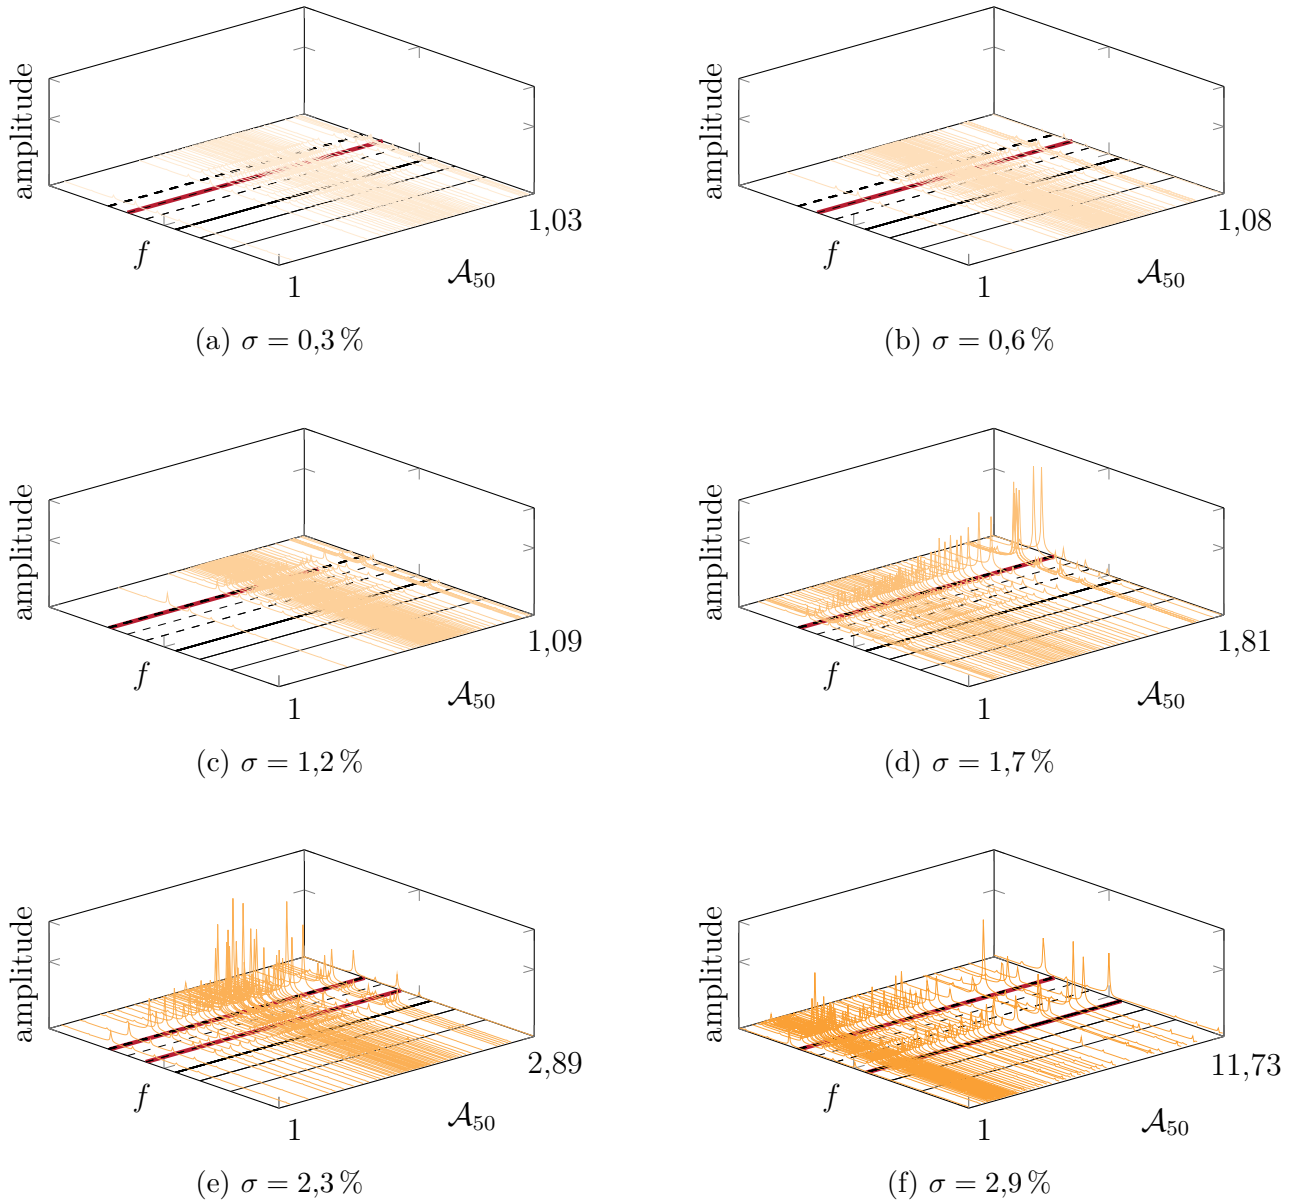 amplitude
f
1
𝒜50
1,03
(a) σ = 0,3 %
amplitude
f
1
𝒜50
1,08
(b) σ = 0,6 %
amplitude
f
1
𝒜50
1,09
(c) σ = 1,2 %
amplitude
f
1
𝒜50
1,81
(d) σ = 1,7 %
amplitude
f
1
𝒜50
2,89
(e) σ = 2,3 %
amplitude
f
1
𝒜50
11,73
(f) σ = 2,9 %